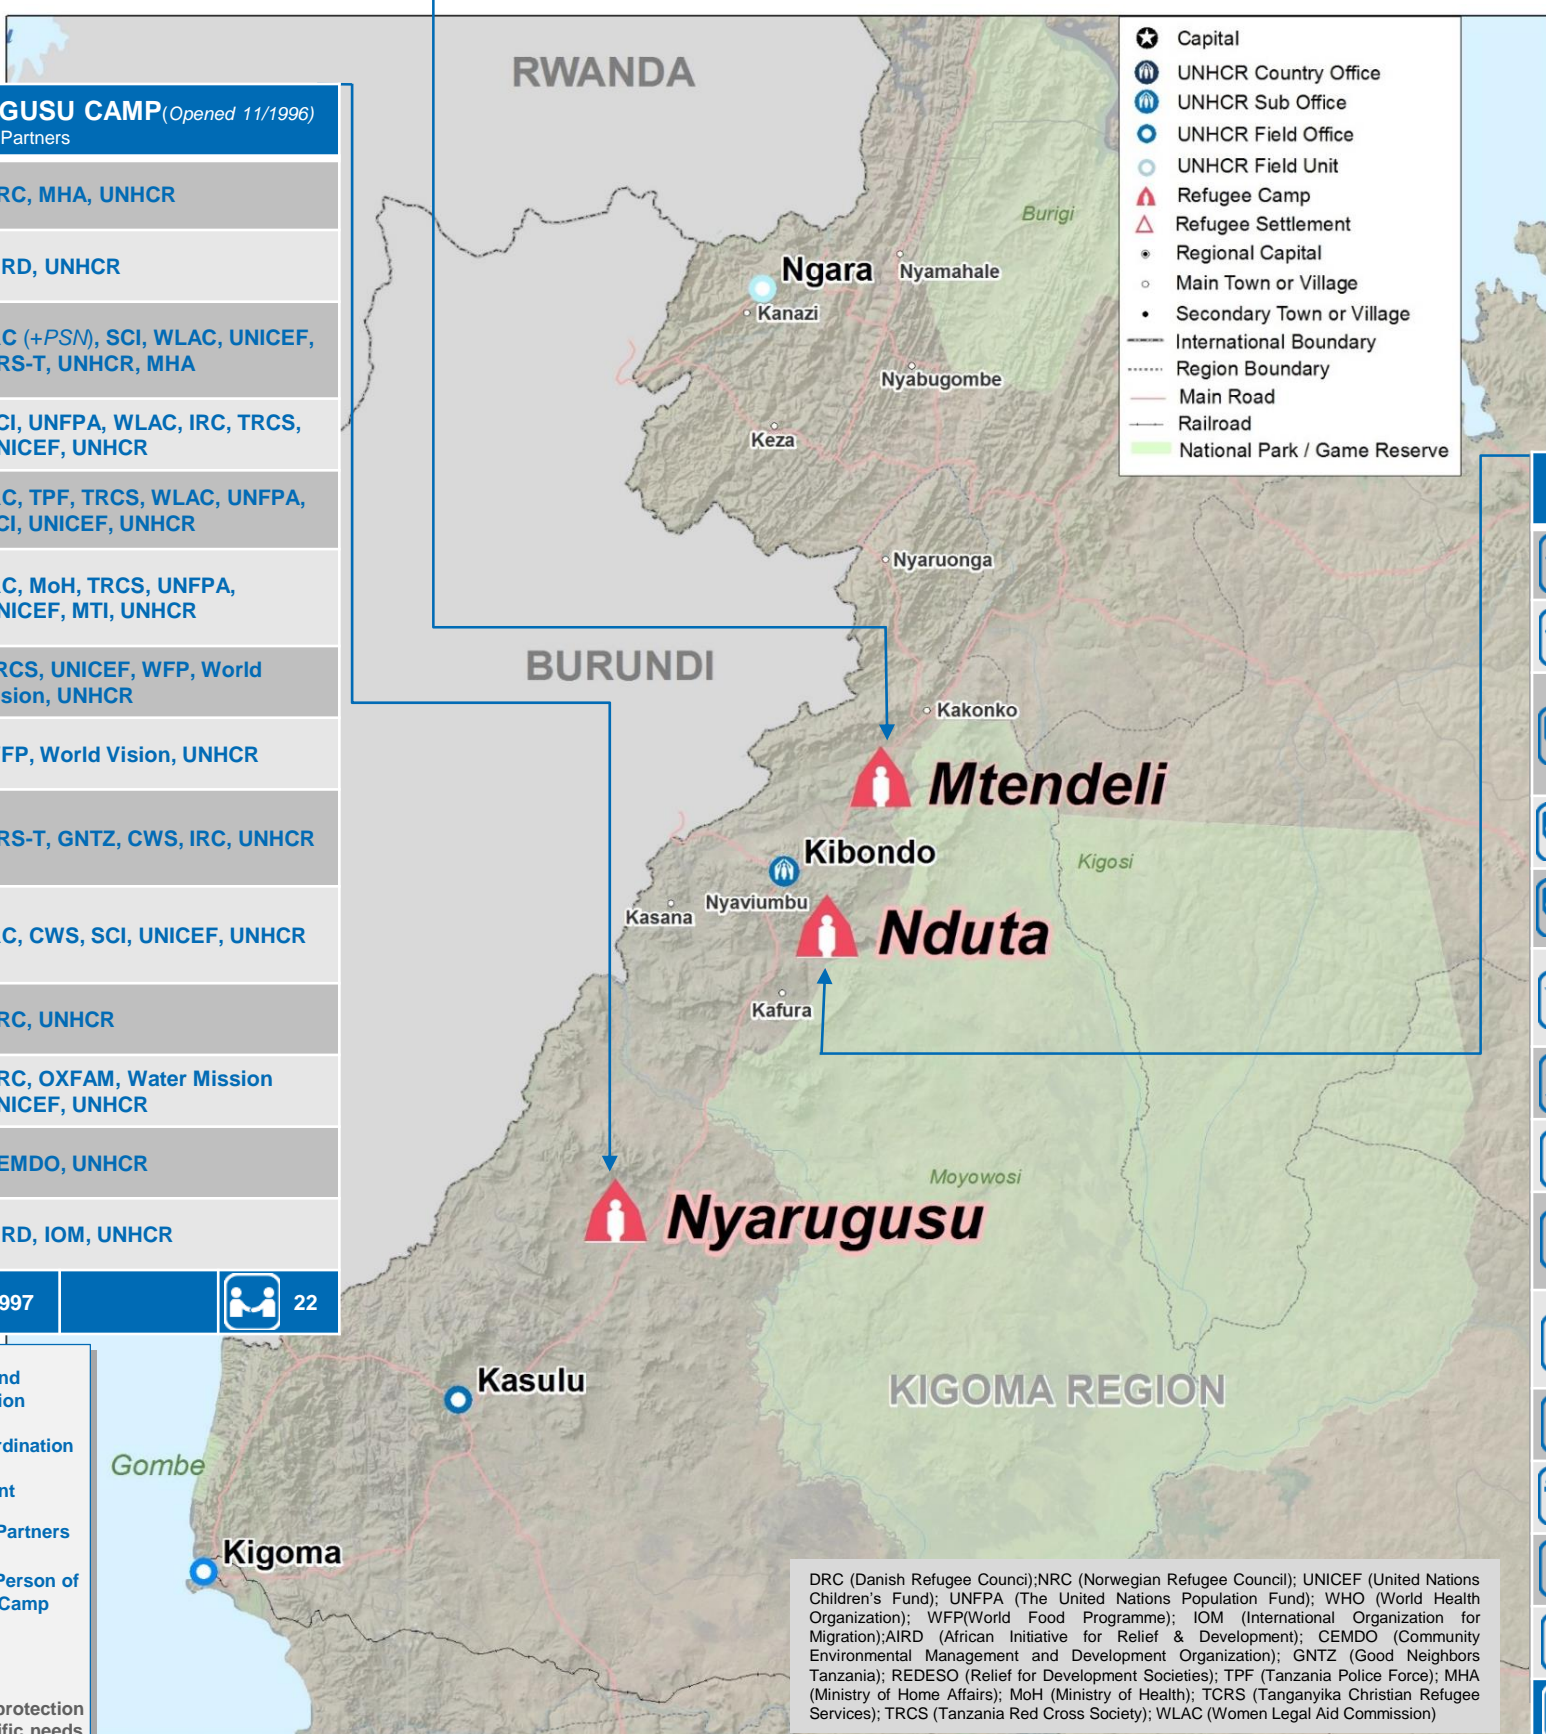 GUSU CAMP(Opened 11/1996)
Partners
RC, MHA, UNHCR
RD, UNHCR
C (+PSN), SCI, WLAC, UNICEF,
RS-T, UNHCR, MHA
CI, UNFPA, WLAC, IRC, TRCS,
NICEF, UNHCR
C, TPF, TRCS, WLAC, UNFPA,
CI, UNICEF, UNHCR
C, MoH, TRCS, UNFPA,
NICEF, MTI, UNHCR
RCS, UNICEF, WFP, World
sion, UNHCR
FP, World Vision, UNHCR
RS-T, GNTZ, CWS, IRC, UNHCR
C, CWS, SCI, UNICEF, UNHCR
RC, UNHCR
RC, OXFAM, Water Mission
NICEF, UNHCR
EMDO, UNHCR
RD, IOM, UNHCR
997
22
nd
ion
rdination
nt
Partners
Person of
Camp
protection
ific needs
Capital
UNHCR Country Office
UNHCR Sub Office
UNHCR Field Office
UNHCR Field Unit
Refugee Camp
Refugee Settlement
Regional Capital
Main Town or Village
Secondary Town or Village
International Boundary
Region Boundary
Main Road
Railroad
National Park / Game Reserve
RWANDA
Burigi
Ngara
Nyamahale
Kanazi
Nyabugombe
Keza
Nyaruonga
BURUNDI
Kakonko
Mtendeli
Kibondo
Kigosi
Nyaviumbu
Kasana
Nduta
Kafura
Moyowosi
Nyarugusu
Kasulu
KIGOMA REGION
Gombe
Kigoma
DRC (Danish Refugee Counci);NRC (Norwegian Refugee Council); UNICEF (United Nations
Children's Fund); UNFPA (The United Nations Population Fund); WHO (World Health
Organization); WFP(World Food Programme); IOM (International Organization for
Migration);AIRD (African Initiative for Relief & Development); CEMDO (Community
Environmental Management and Development Organization); GNTZ (Good Neighbors
Tanzania); REDESO (Relief for Development Societies); TPF (Tanzania Police Force); MHA
(Ministry of Home Affairs); MoH (Ministry of Health); TCRS (Tanganyika Christian Refugee
Services); TRCS (Tanzania Red Cross Society); WLAC (Women Legal Aid Commission)